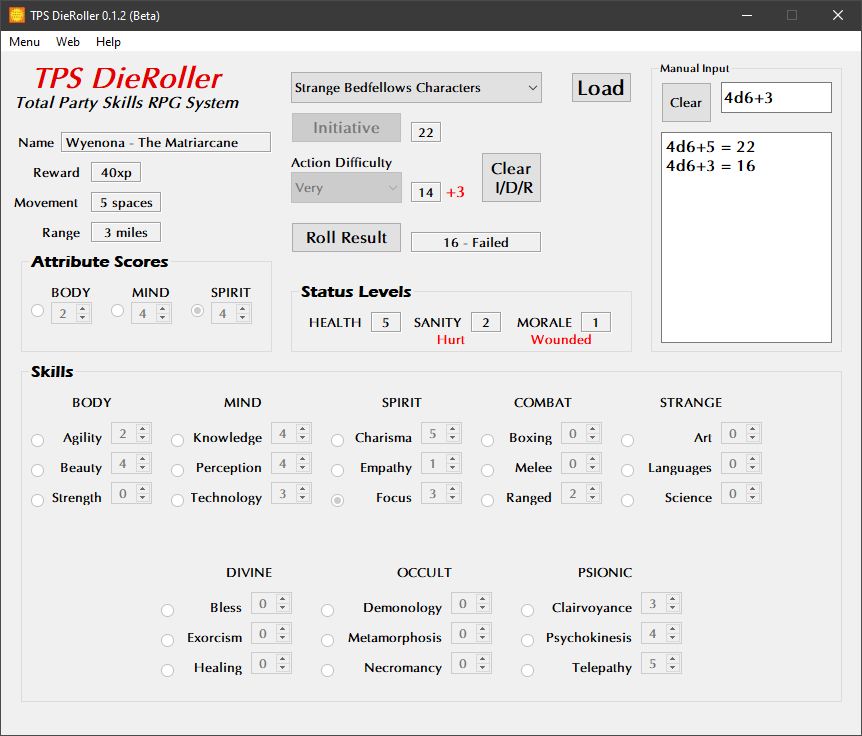 TPS DieRoller 0.1.2 (Beta)
Menu Web Help
TPS DieRoller
Total Party Skills RPG System
Name Wyenona - The Matriarcane
Reward 40xp
Movement 5 spaces
Range 3 miles
Strange Bedfellows Characters
Load
Initiative 22
Action Difficulty
Very 14 +3
Clear
I/D/R
Roll Result 16 - Failed
Manual Input
Clear 4d6+3
4d6+5 = 22
4d6+3 = 16
Attribute Scores
BODY MIND SPIRIT
2 4 4
Status Levels
HEALTH 5 SANITY 2 MORALE 1
Hurt Wounded
Skills
BODY MIND SPIRIT COMBAT STRANGE
Agility 2 Knowledge 4 Charisma 5 Boxing 0 Art 0
Beauty 4 Perception 4 Empathy 1 Melee 0 Languages 0
Strength 0 Technology 3 Focus 3 Ranged 2 Science 0
DIVINE OCCULT PSIONIC
Bless 0 Demonology 0 Clairvoyance 3
Exorcism 0 Metamorphosis 0 Psychokinesis 4
Healing 0 Necromancy 0 Telepathy 5